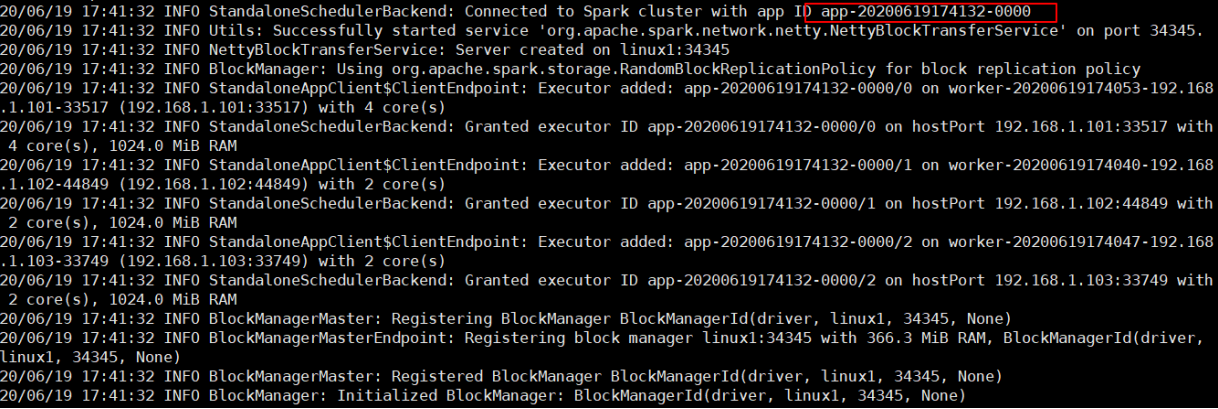 20/06/19 17:41:32 INFO StandaloneSchedulerBackend: Connected to Spark cluster with app ID app-20200619174132-0000
20/06/19 17:41:32 INFO Utils: Successfully started service 'org.apache.spark.network.netty.NettyBlockTransferService' on port 34345.
20/06/19 17:41:32 INFO NettyBlockTransferService: Server created on linux1:34345
20/06/19 17:41:32 INFO BlockManager: Using org.apache.spark.storage.RandomBlockReplicationPolicy for block replication policy
20/06/19 17:41:32 INFO StandaloneAppClient$ClientEndpoint: Executor added: app-20200619174132-0000/0 on worker-20200619174053-192.168
.1.101-33517 (192.168.1.101:33517) with 4 core(s)
20/06/19 17:41:32 INFO StandaloneSchedulerBackend: Granted executor ID app-20200619174132-0000/0 on hostPort 192.168.1.101:33517 with
 4 core(s), 1024.0 MiB RAM
20/06/19 17:41:32 INFO StandaloneAppClient$ClientEndpoint: Executor added: app-20200619174132-0000/1 on worker-20200619174040-192.168
.1.102-44849 (192.168.1.102:44849) with 2 core(s)
20/06/19 17:41:32 INFO StandaloneSchedulerBackend: Granted executor ID app-20200619174132-0000/1 on hostPort 192.168.1.102:44849 with
 2 core(s), 1024.0 MiB RAM
20/06/19 17:41:32 INFO StandaloneAppClient$ClientEndpoint: Executor added: app-20200619174132-0000/2 on worker-20200619174047-192.168
.1.103-33749 (192.168.1.103:33749) with 2 core(s)
20/06/19 17:41:32 INFO StandaloneSchedulerBackend: Granted executor ID app-20200619174132-0000/2 on hostPort 192.168.1.103:33749 with
 2 core(s), 1024.0 MiB RAM
20/06/19 17:41:32 INFO BlockManagerMaster: Registering BlockManager BlockManagerId(driver, linux1, 34345, None)
20/06/19 17:41:32 INFO BlockManagerMasterEndpoint: Registering block manager linux1:34345 with 366.3 MiB RAM, BlockManagerId(driver,
linux1, 34345, None)
20/06/19 17:41:32 INFO BlockManagerMaster: Registered BlockManager BlockManagerId(driver, linux1, 34345, None)
20/06/19 17:41:32 INFO BlockManager: Initialized BlockManager: BlockManagerId(driver, linux1, 34345, None)